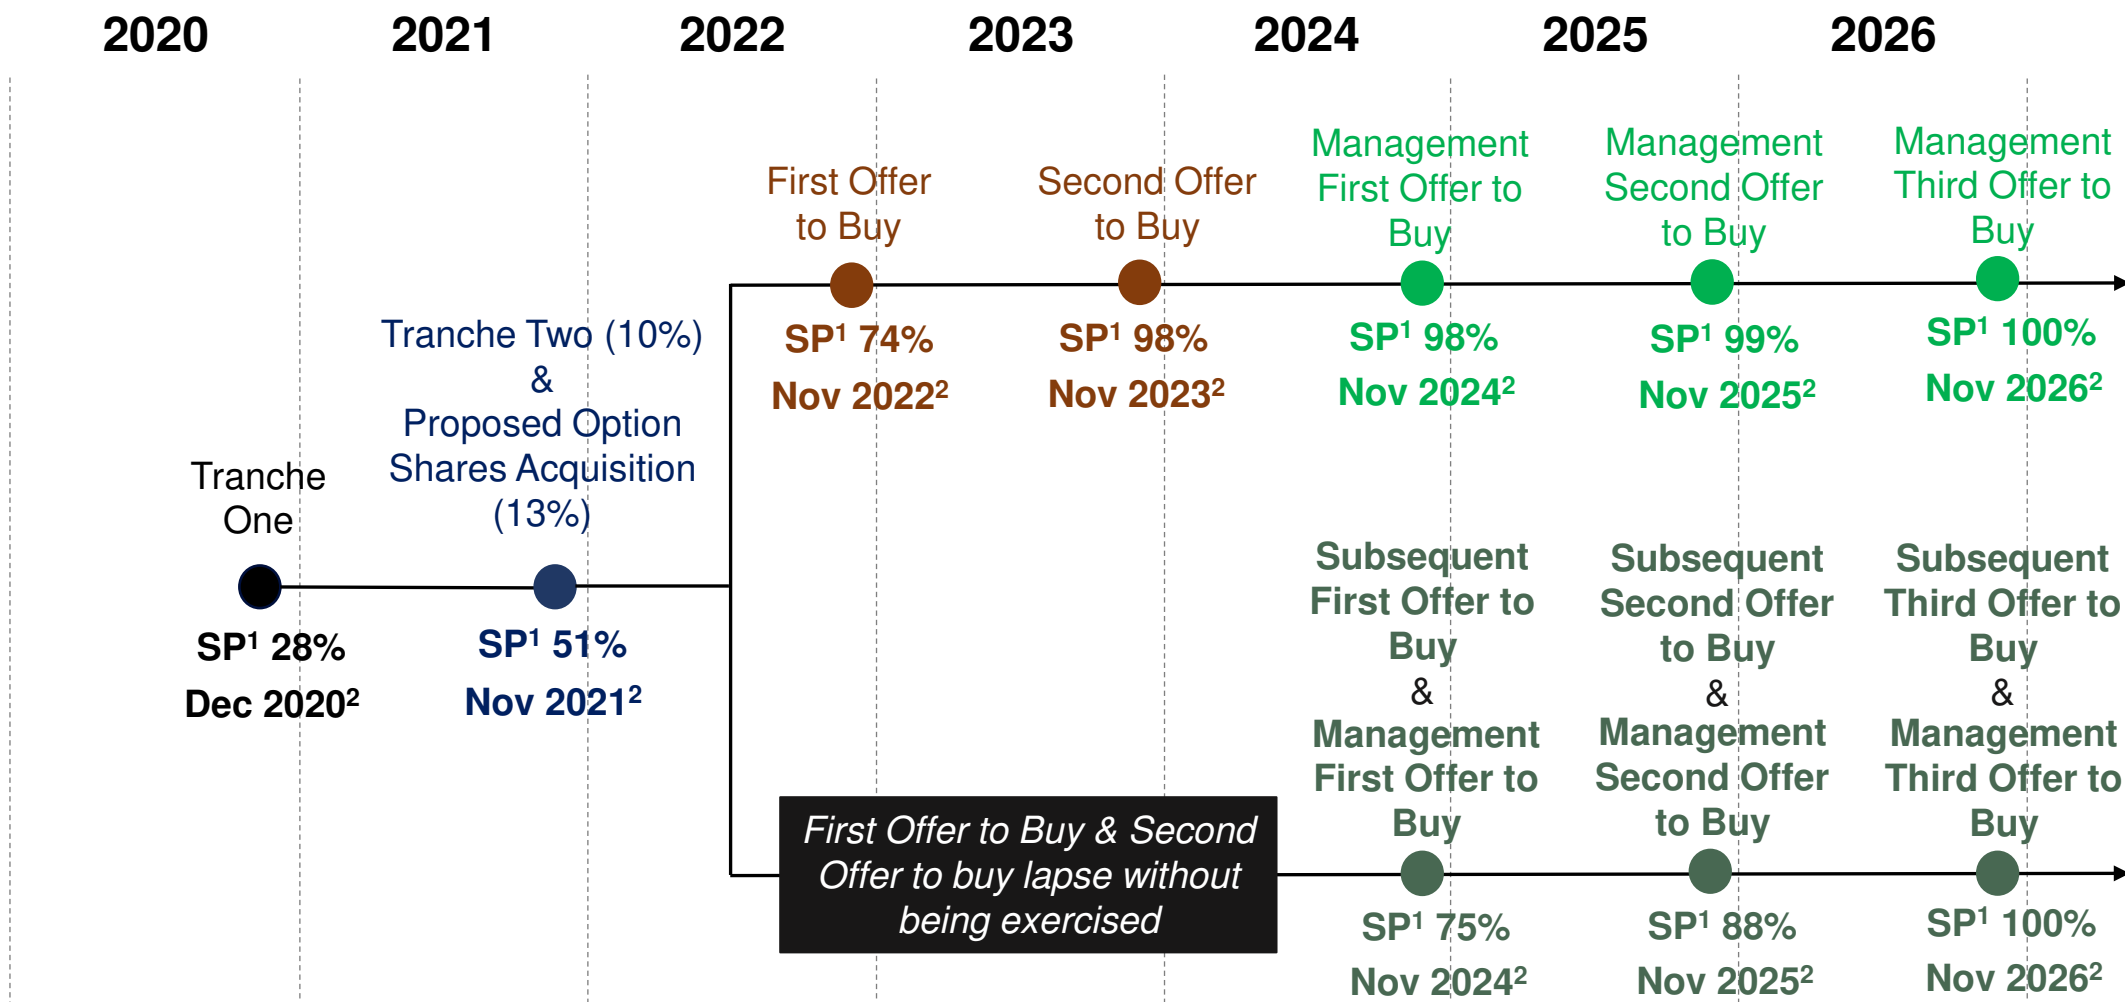 2020 2021 2022 2023 2024 2025 2026
Tranche
One
SP¹ 28%
Dec 2020²
Tranche Two (10%)
&
Proposed Option
Shares Acquisition
(13%)
SP¹ 51%
Nov 2021²
First Offer
to Buy
SP¹ 74%
Nov 2022²
Second Offer
to Buy
SP¹ 98%
Nov 2023²
Management
First Offer to
Buy
SP¹ 98%
Nov 2024²
Management
Second Offer
to Buy
SP¹ 99%
Nov 2025²
Management
Third Offer to
Buy
SP¹ 100%
Nov 2026²
First Offer to Buy & Second
Offer to buy lapse without
being exercised
Subsequent
First Offer to
Buy
&
Management
First Offer to
Buy
SP¹ 75%
Nov 2024²
Subsequent
Second Offer
to Buy
&
Management
Second Offer
to Buy
SP¹ 88%
Nov 2025²
Subsequent
Third Offer to
Buy
&
Management
Third Offer to
Buy
SP¹ 100%
Nov 2026²